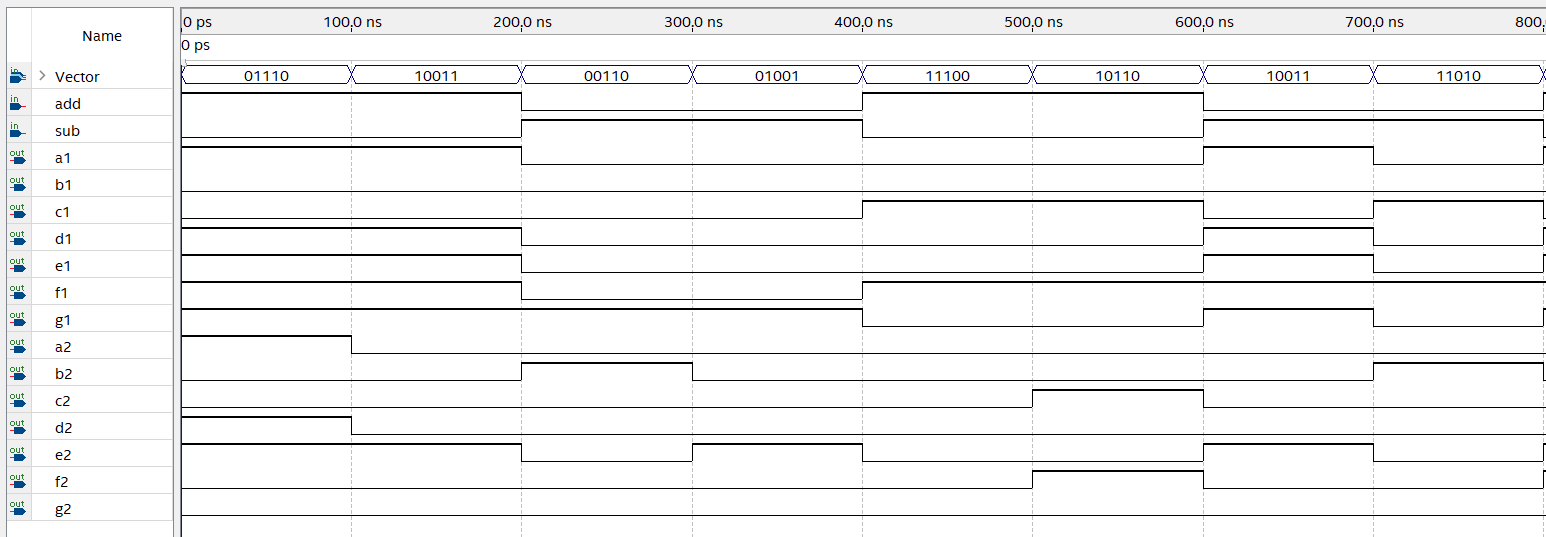 0 ps 100.0 ns 200.0 ns 300.0 ns 400.0 ns 500.0 ns 600.0 ns 700.0 ns 800.
Name
0 ps
in Vector 01110 10011 00110 01001 11100 10110 10011 11010
in add
in sub
out a1
out b1
out c1
out d1
out e1
out f1
out g1
out a2
out b2
out c2
out d2
out e2
out f2
out g2